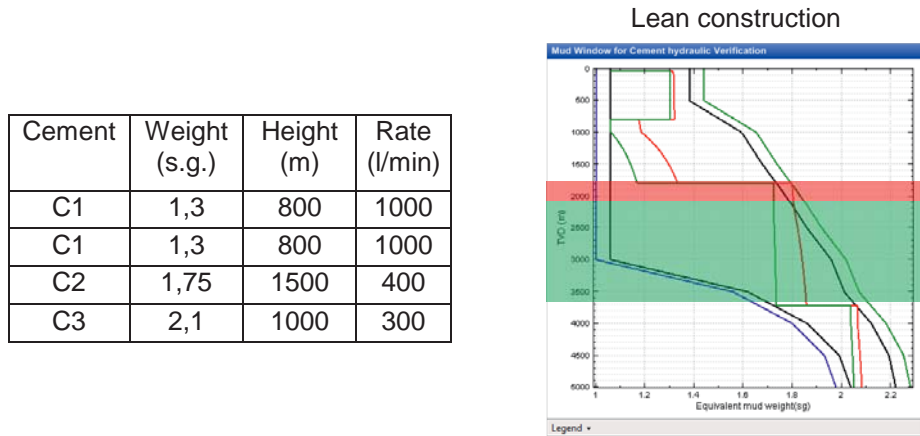 Lean construction
Cement Weight (s.g.) Height (m) Rate (l/min)
C1 1,3 800 1000
C1 1,3 800 1000
C2 1,75 1500 400
C3 2,1 1000 300
Mud Window for Cement hydraulic Verification
0
500
1000
1500
2000
2500
3000
3500
4000
4500
5000
TVD (m)
1 1.2 1.4 1.6 1.8 2 2.2
Equivalent mud weight(sg)
Legend